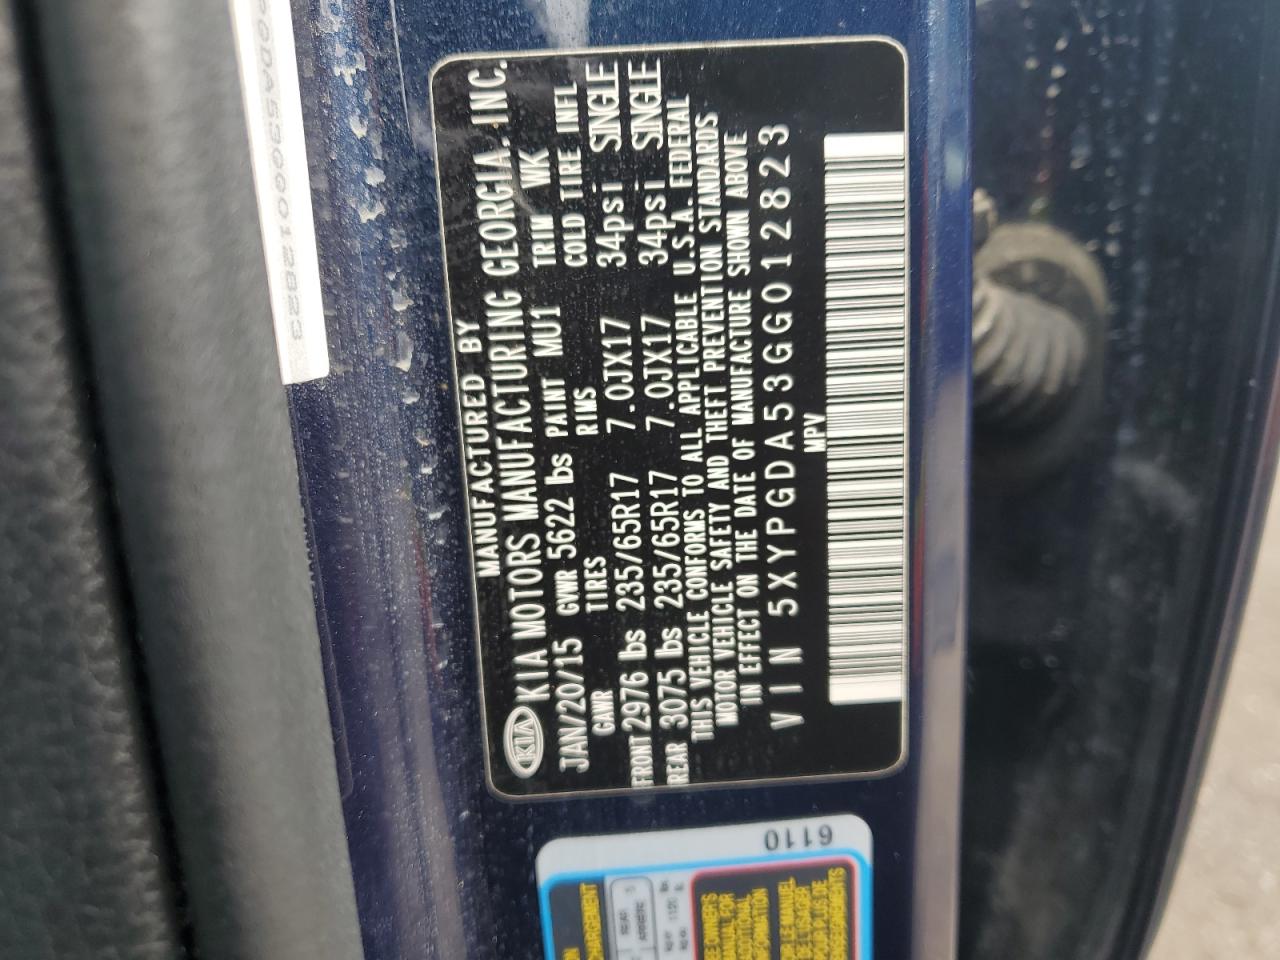 MANUFACTURED BY
KIA KIA MOTORS MANUFACTURING GEORGIA, INC.
JAN/20/15 GVWR 5622 lbs PAINT MU1 TRIM WK
GAWR TIRES RIMS COLD TIRE INFL
FRONT 2976 lbs 235/65R17 7.0JX17 34psi SINGLE
REAR 3075 lbs 235/65R17 7.0JX17 34psi SINGLE
THIS VEHICLE CONFORMS TO ALL APPLICABLE U.S.A. FEDERAL
MOTOR VEHICLE SAFETY AND THEFT PREVENTION STANDARDS
IN EFFECT ON THE DATE OF MANUFACTURE SHOWN ABOVE
VIN 5XYPGDA53GG012823
MPV
GDA53GG012823
6110